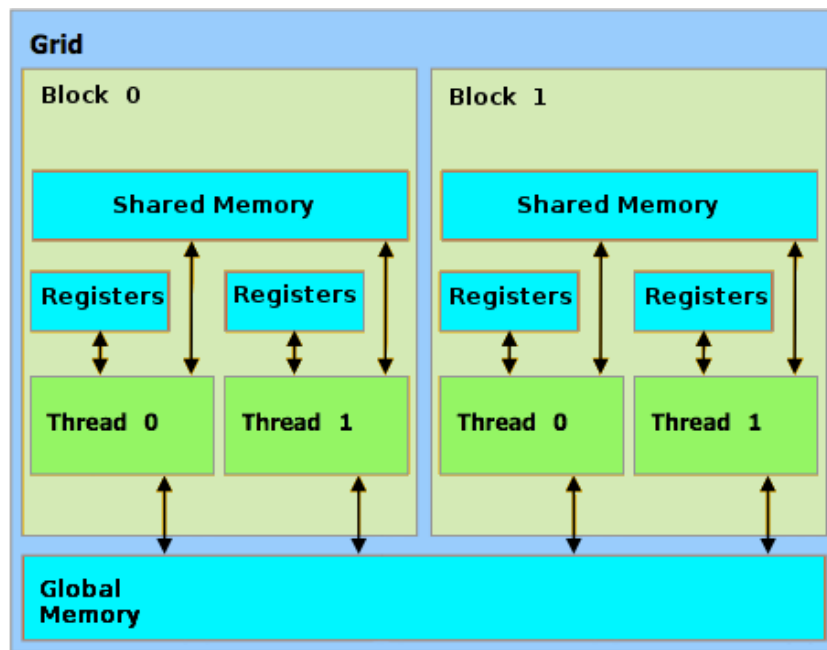 Grid
Block 0
Block 1
Shared Memory
Shared Memory
Registers
Registers
Registers
Registers
Thread 0
Thread 1
Thread 0
Thread 1
Global
Memory